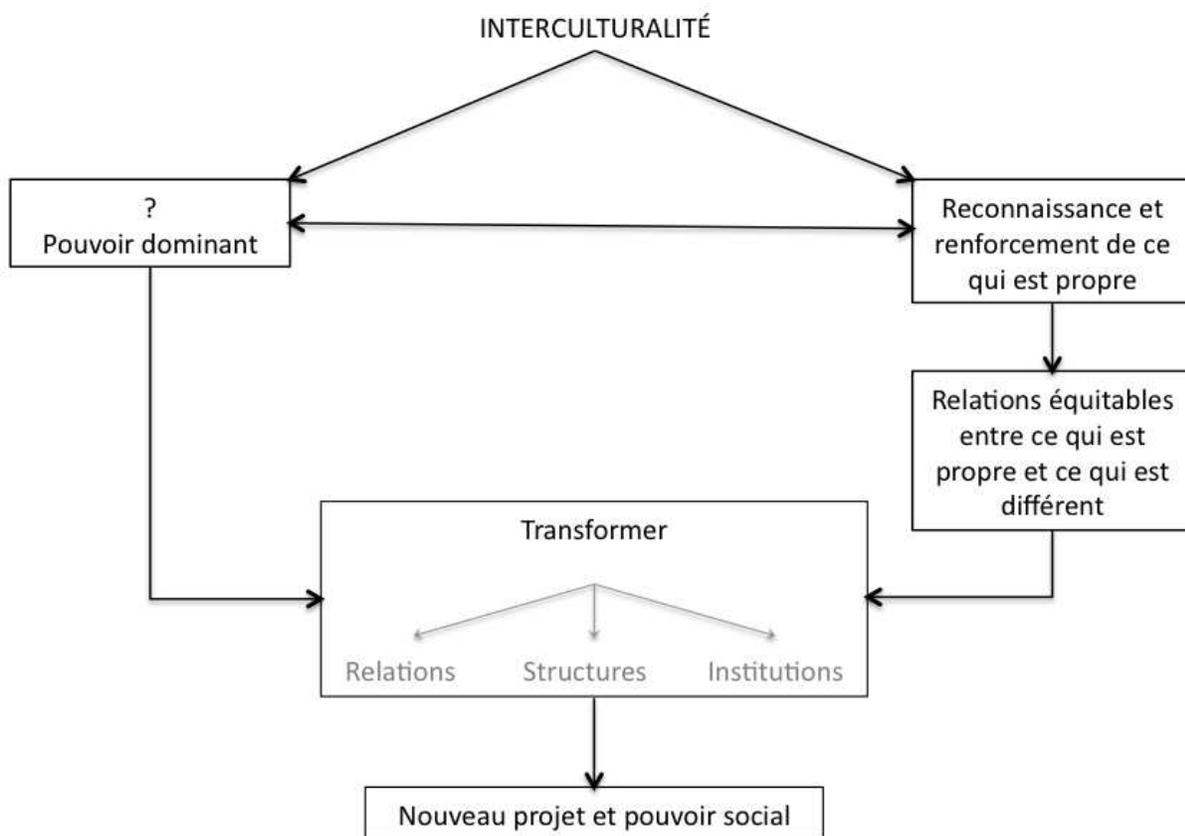 INTERCULTURALITÉ
?
Pouvoir dominant
Reconnaissance et
renforcement de ce
qui est propre
Relations équitables
entre ce qui est
propre et ce qui est
différent
Transformer
Relations
Structures
Institutions
Nouveau projet et pouvoir social